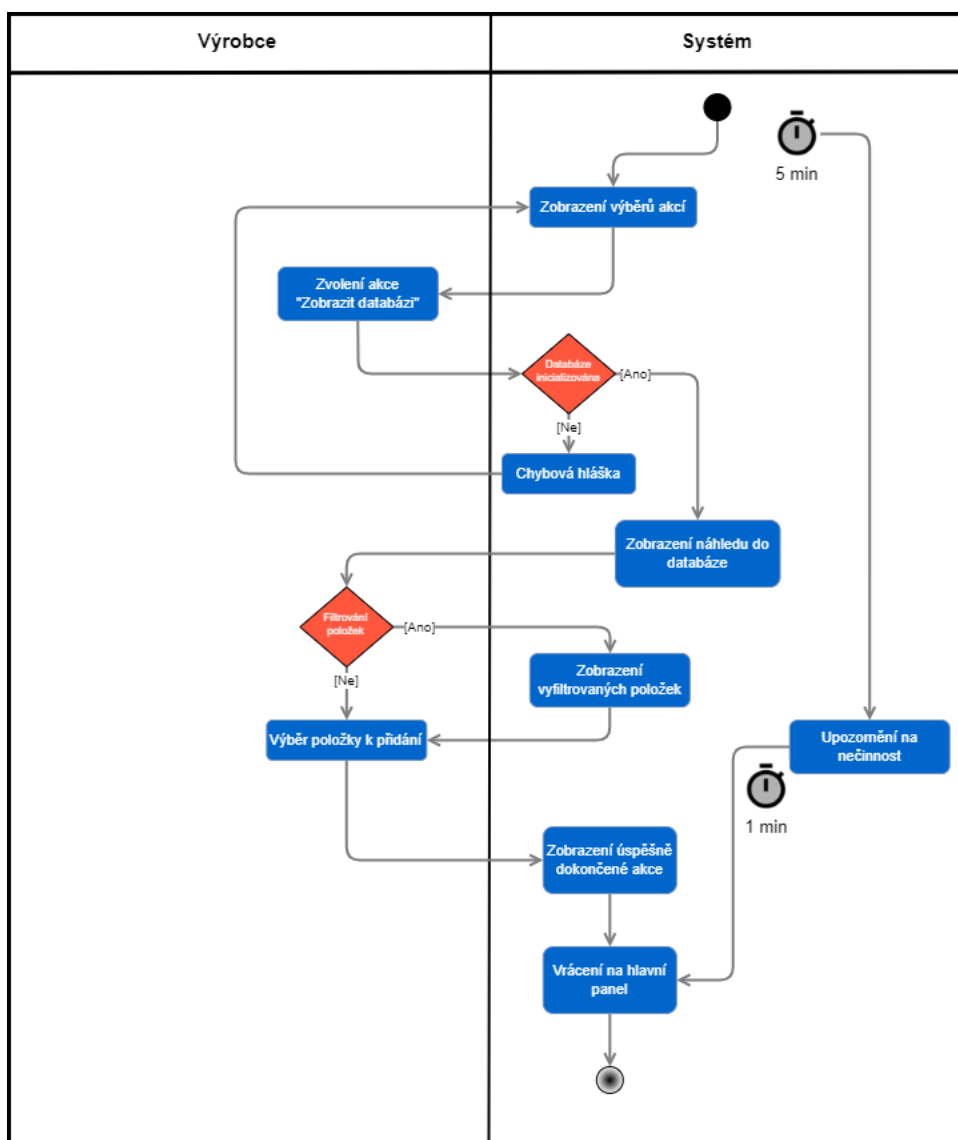 Výrobce
Systém
5 min
Zobrazení výběrů akcí
Zvolení akce
"Zobrazit databázi"
Databáze
inicializována
[Ano]
[Ne]
Chybová hláška
Zobrazení náhledu do
databáze
Filtrování
položek
[Ano]
[Ne]
Zobrazení
vyfiltrovaných položek
Výběr položky k přidání
Upozornění na
nečinnost
1 min
Zobrazení úspěšně
dokončené akce
Vrácení na hlavní
panel